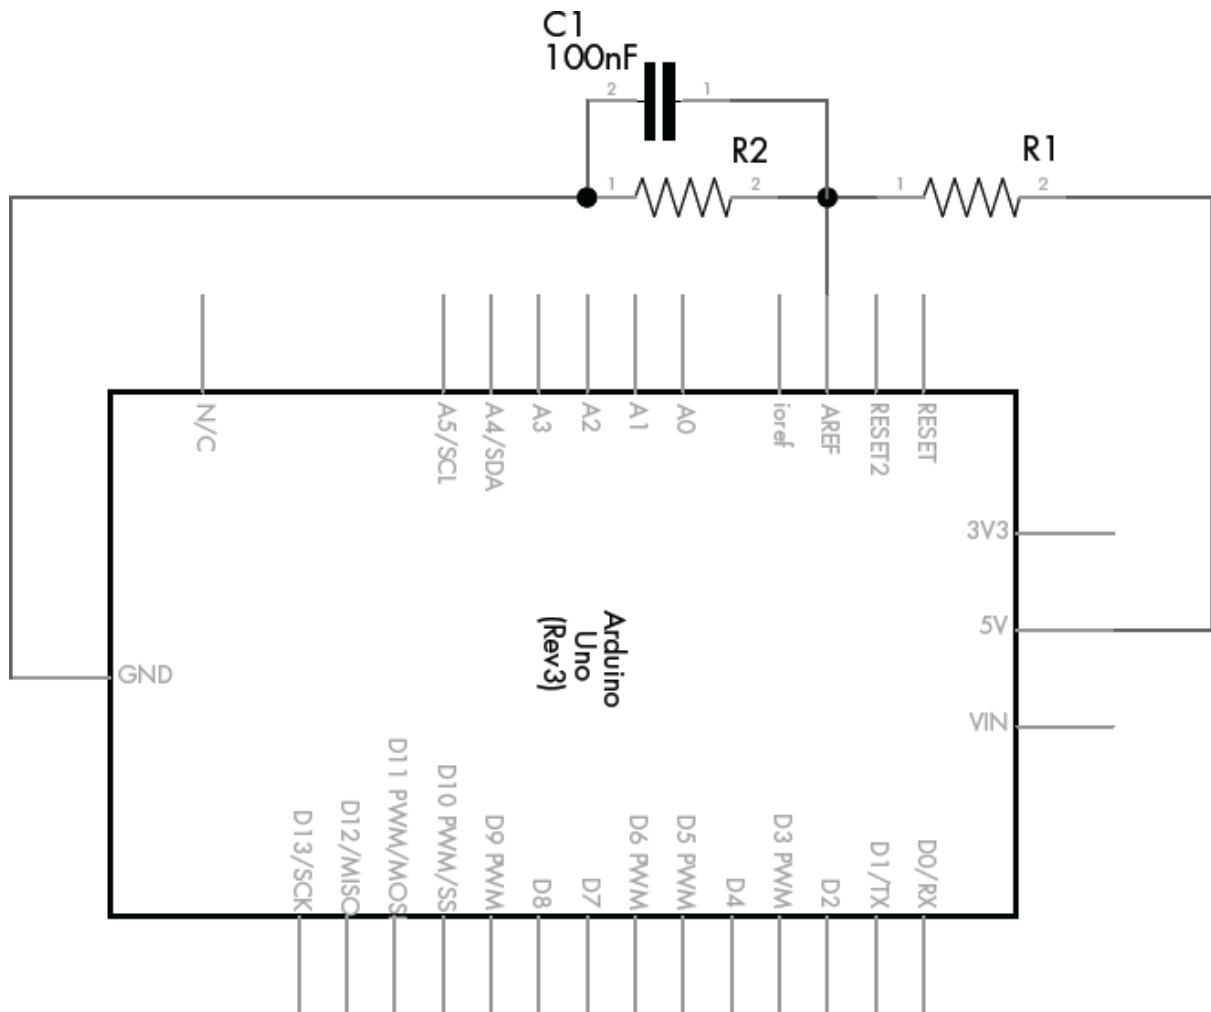 C1
100nF
2
1
R2
R1
1
2
1
2
N/C
A5/SCL
A4/SDA
A3
A2
A1
A0
ioref
AREF
RESET2
RESET
3V3
5V
VIN
GND
Arduino
Uno
(Rev3)
D13/SCK
D12/MISO
D11 PWM/MOS
D10 PWM/SS
D9 PWM
D8
D7
D6 PWM
D5 PWM
D4
D3 PWM
D2
D1/TX
D0/RX